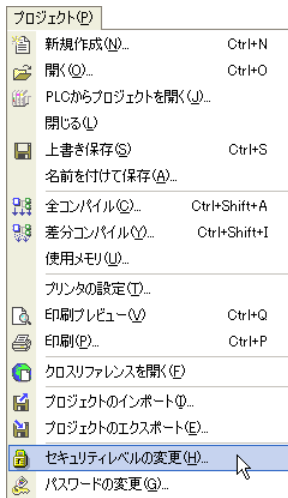 プロジェクト(P)
新規作成(N)... Ctrl+N
開く(O)... Ctrl+O
PLCからプロジェクトを開く(J)...
閉じる(L)
上書き保存(S) Ctrl+S
名前を付けて保存(A)...
全コンパイル(C)... Ctrl+Shift+A
差分コンパイル(Y)... Ctrl+Shift+I
使用メモリ(U)...
プリンタの設定(T)...
印刷プレビュー(V) Ctrl+Q
印刷(P)... Ctrl+P
クロスリファレンスを開く(F)
プロジェクトのインポート(I)...
プロジェクトのエクスポート(E)...
セキュリティレベルの変更(H)...
パスワードの変更(G)...